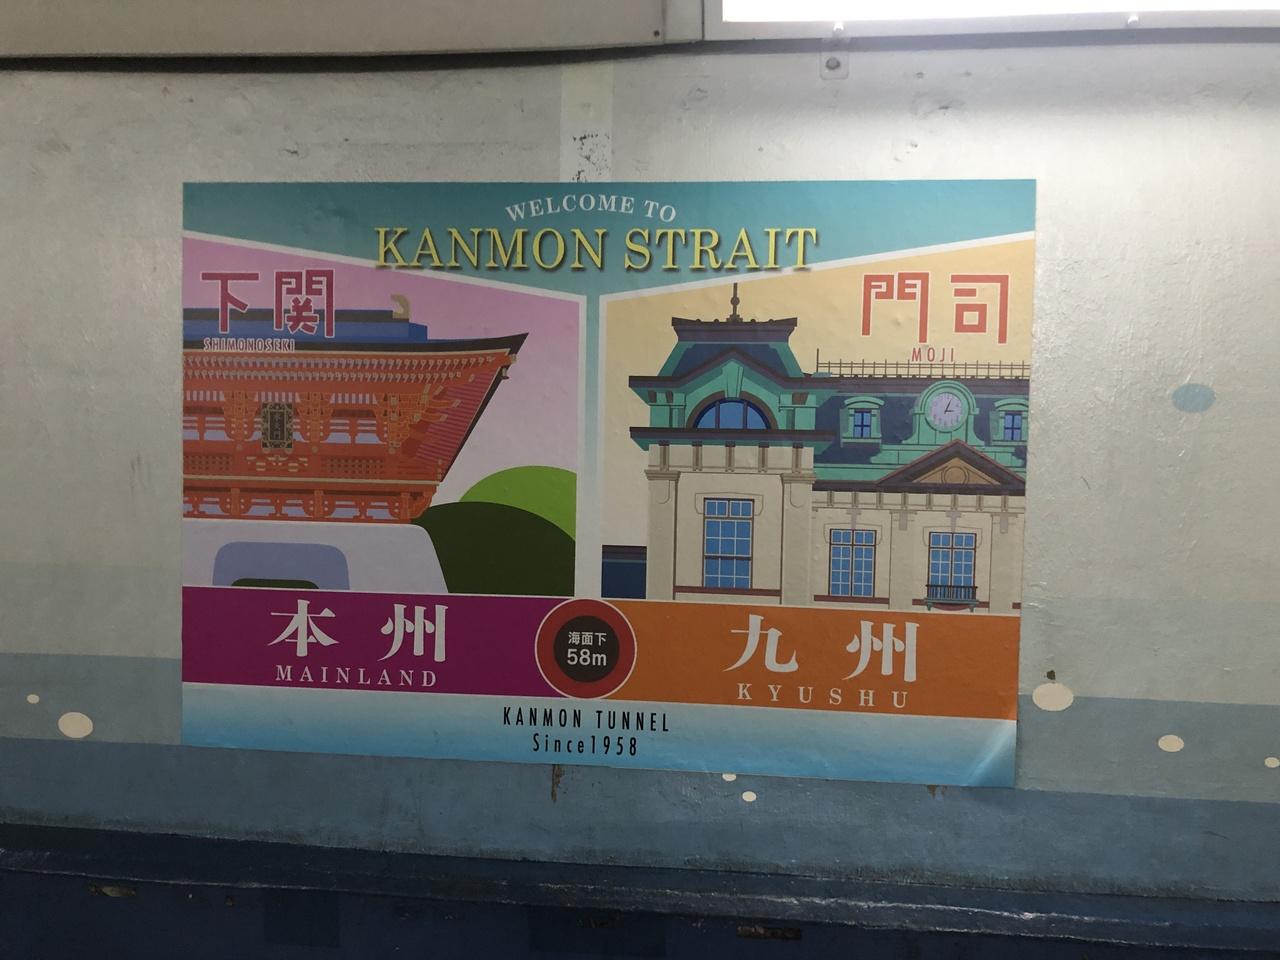 WELCOME TO
KANMON STRAIT
下関
SHIMONOSEKI
門司
MOJI
本州
MAINLAND
海面下
58m
九州
KYUSHU
KANMON TUNNEL
Since1958